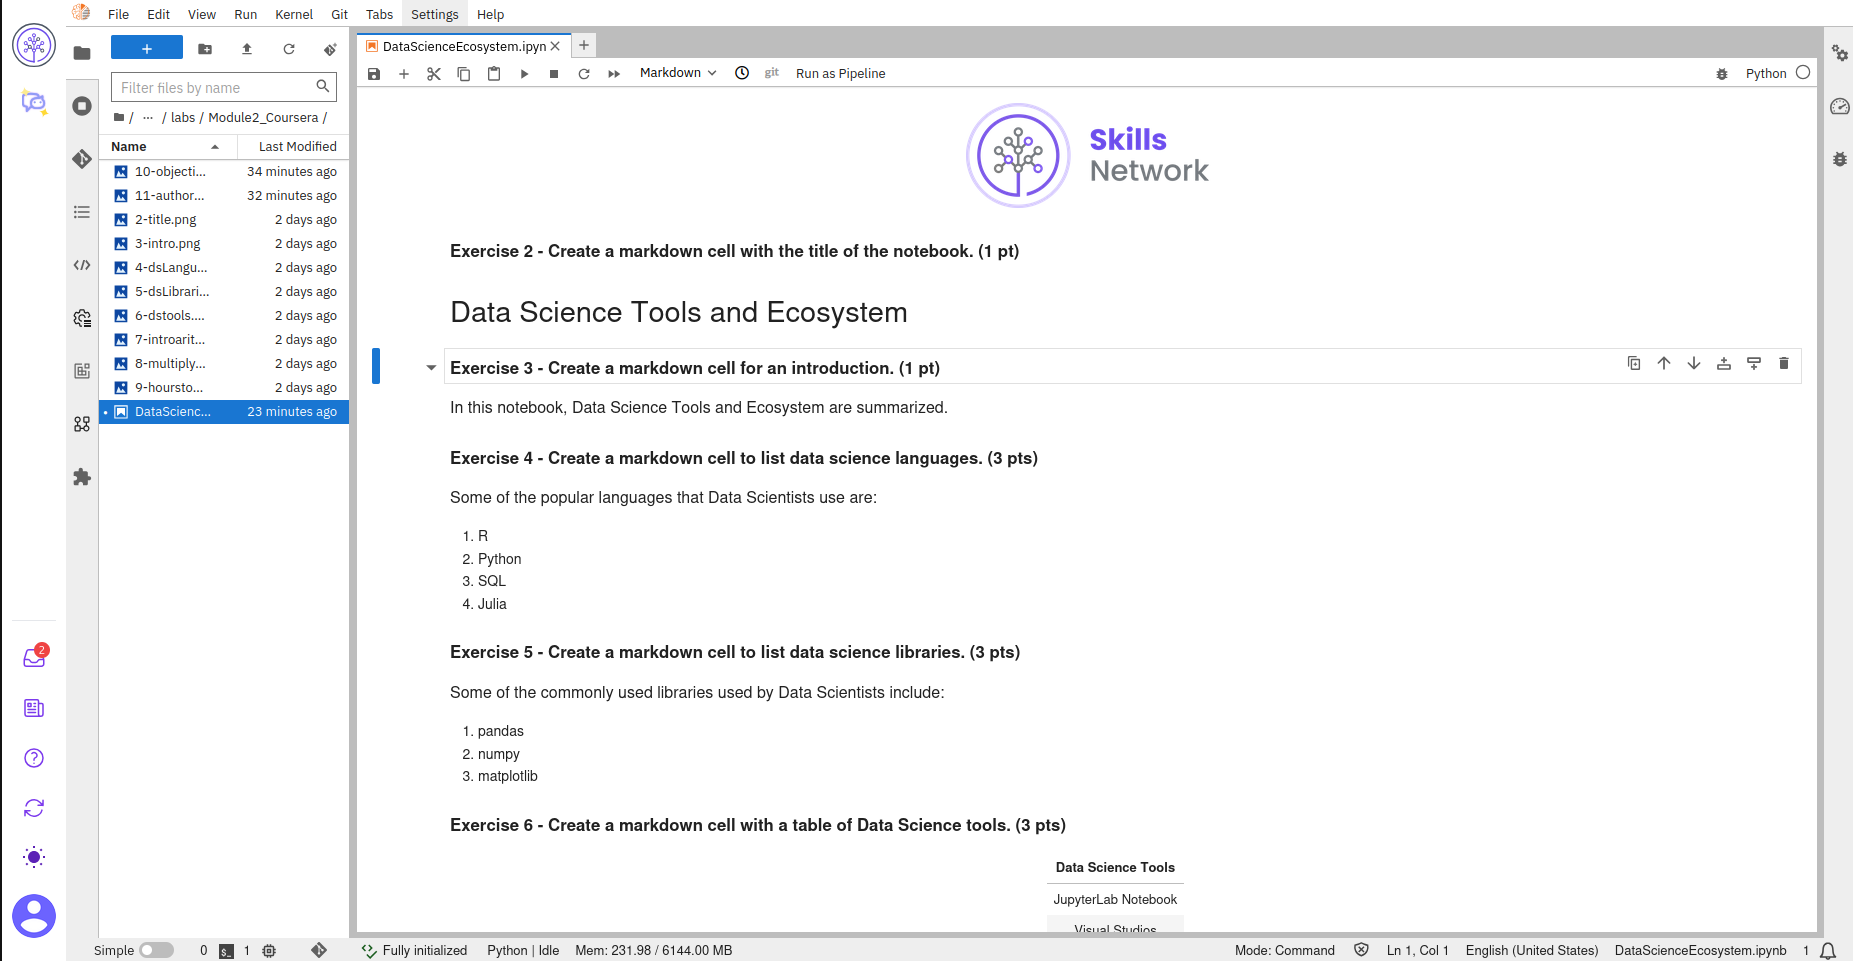 File Edit View Run Kernel Git Tabs Settings Help
+
Filter files by name
/ ... / labs / Module2_Coursera /
Name Last Modified
10-objecti... 34 minutes ago
11-author... 32 minutes ago
2-title.png 2 days ago
3-intro.png 2 days ago
4-dsLangu... 2 days ago
5-dsLibrari... 2 days ago
6-dstools.... 2 days ago
7-introarit... 2 days ago
8-multiply... 2 days ago
9-hoursto... 2 days ago
DataScienc... 23 minutes ago
2
DataScienceEcosystem.ipyn
Markdown git Run as Pipeline Python
Skills
Network
Exercise 2 - Create a markdown cell with the title of the notebook. (1 pt)
Data Science Tools and Ecosystem
Exercise 3 - Create a markdown cell for an introduction. (1 pt)
In this notebook, Data Science Tools and Ecosystem are summarized.
Exercise 4 - Create a markdown cell to list data science languages. (3 pts)
Some of the popular languages that Data Scientists use are:
1. R
2. Python
3. SQL
4. Julia
Exercise 5 - Create a markdown cell to list data science libraries. (3 pts)
Some of the commonly used libraries used by Data Scientists include:
1. pandas
2. numpy
3. matplotlib
Exercise 6 - Create a markdown cell with a table of Data Science tools. (3 pts)
Data Science Tools
JupyterLab Notebook
Visual Studios
Simple 0 1 Fully initialized Python | Idle Mem: 231.98 / 6144.00 MB Mode: Command Ln 1, Col 1 English (United States) DataScienceEcosystem.ipynb 1